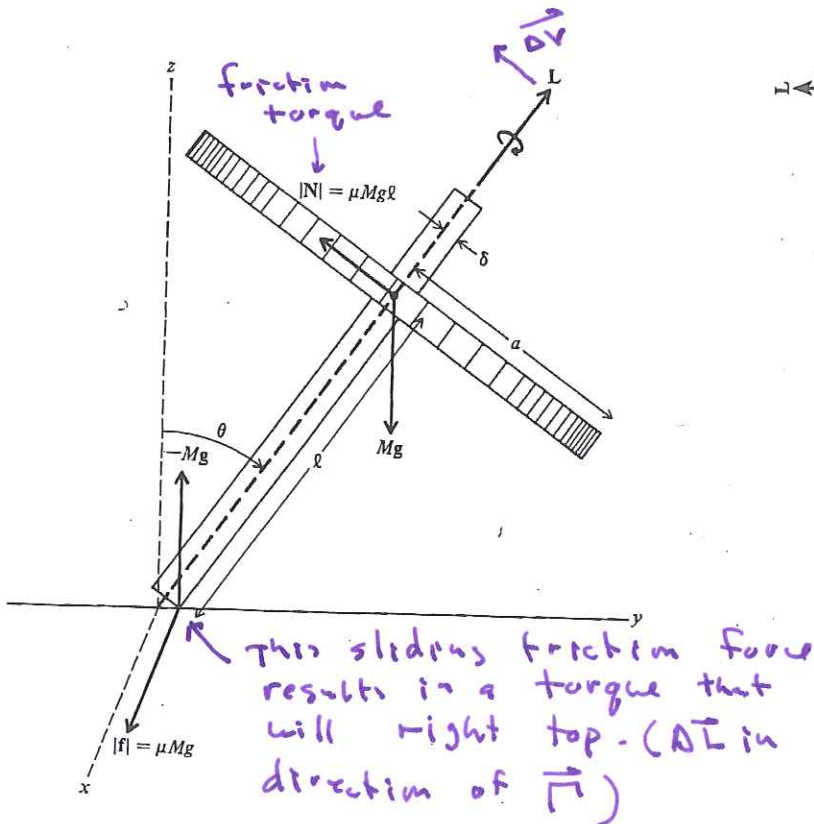 ΔV
L
z
friction
torque
|N| = μMgℓ
δ
a
θ
−Mg
Mg
ℓ
y
This sliding friction force
results in a torque that
will right top. (ΔL in
direction of Γ)
|f| = μMg
x
L